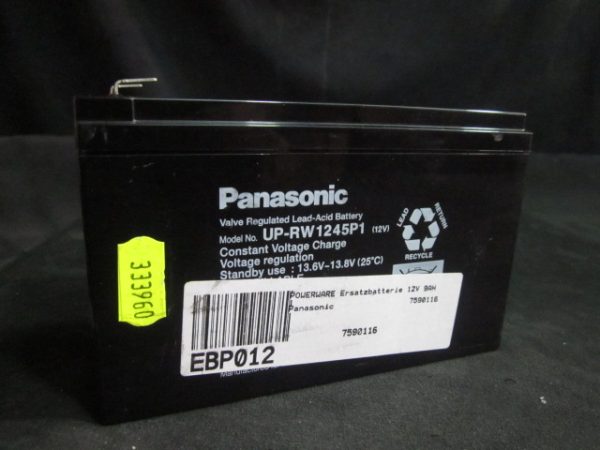 Panasonic
Valve Regulated Lead-Acid Battery
Model No. UP-RW1245P1 (12V)
Constant Voltage Charge
Voltage regulation
Standby use : 13.6V-13.8V (25°C)
LEAD
RETURN
RECYCLE
333960
POWERWARE Ersatzbatterie 12V 9AH
Panasonic 7590116
7590116
EBP012